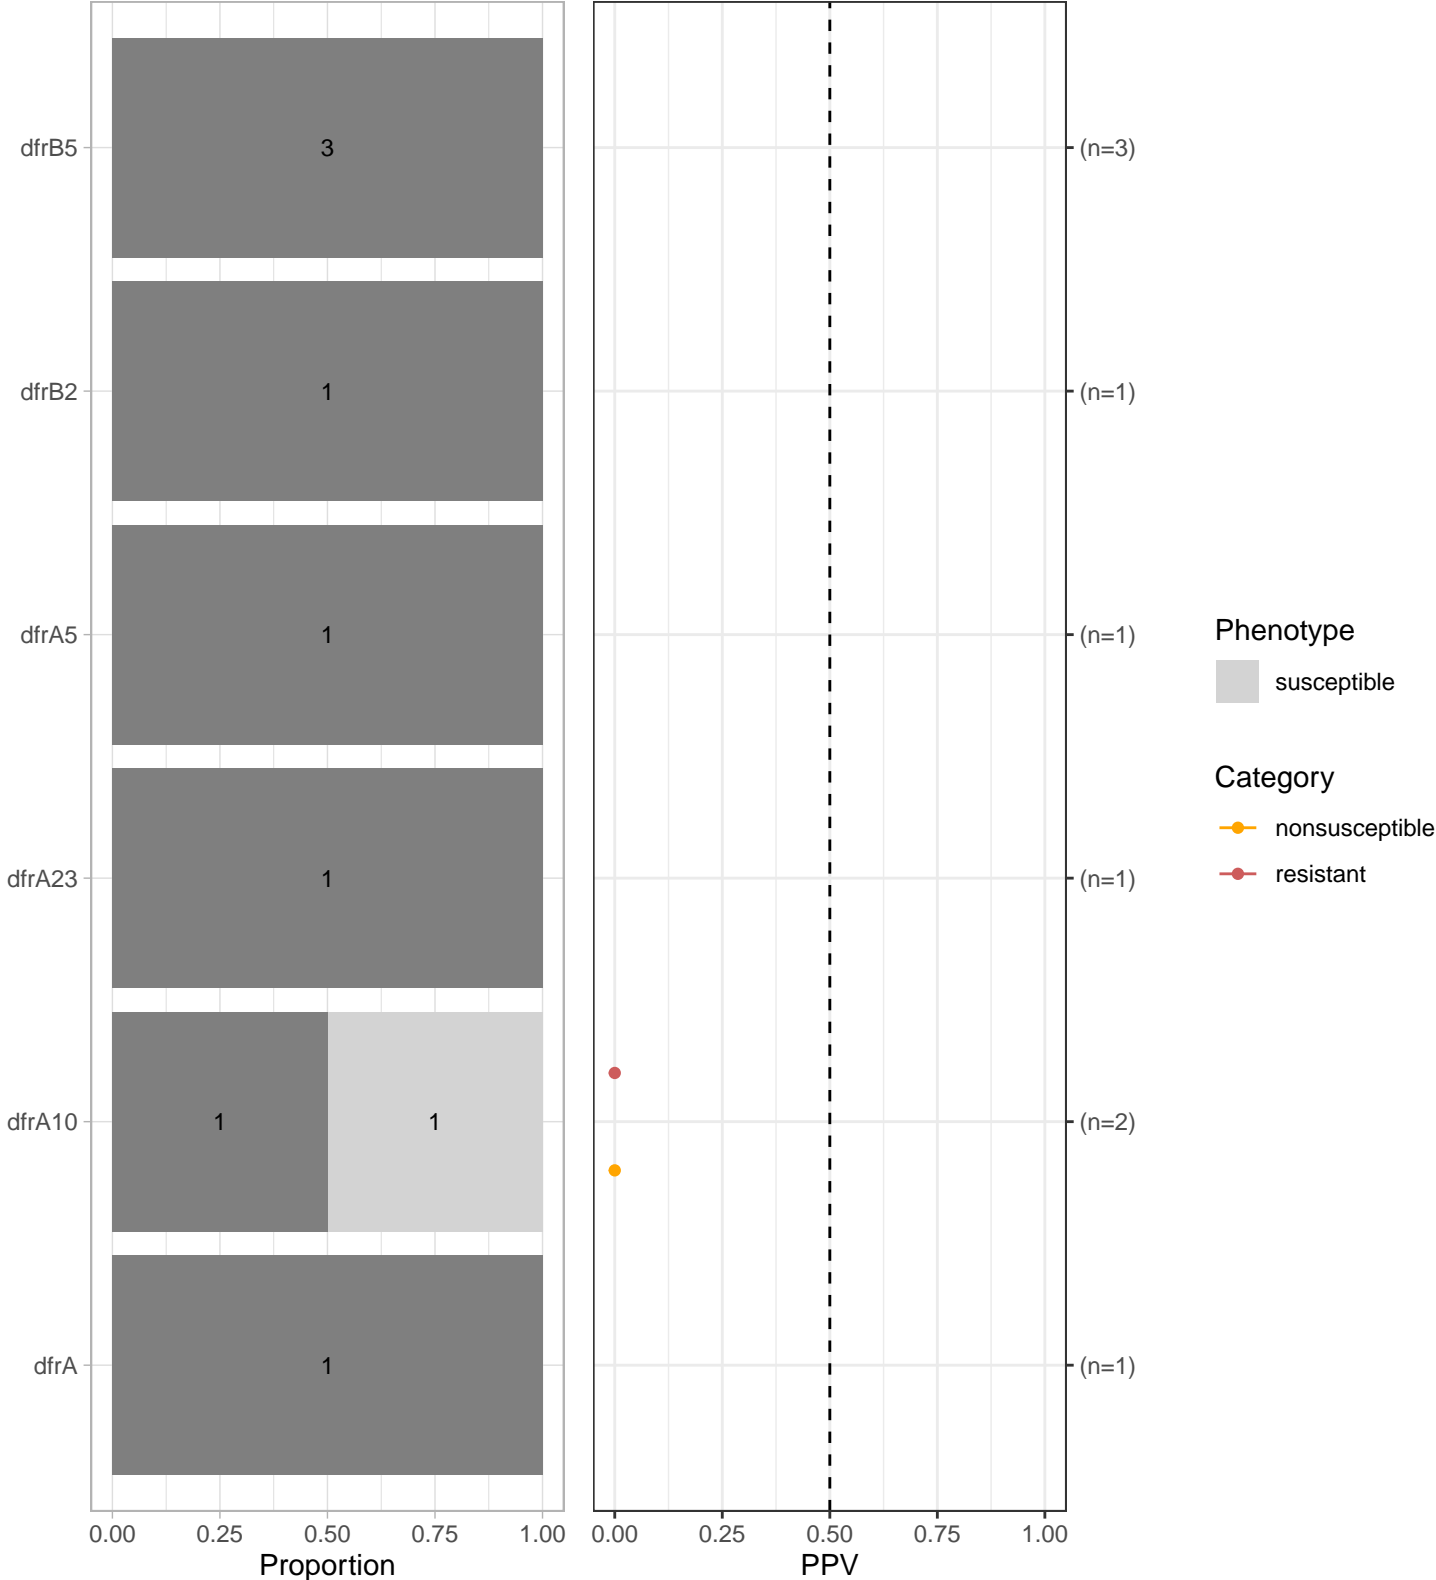 dfrB5
3
(n=3)
dfrB2
1
(n=1)
dfrA5
1
(n=1)
Phenotype
susceptible
Category
nonsusceptible
resistant
dfrA23
1
(n=1)
dfrA10
1 1
(n=2)
dfrA
1
(n=1)
0.00 0.25 0.50 0.75 1.00
Proportion
0.00 0.25 0.50 0.75 1.00
PPV